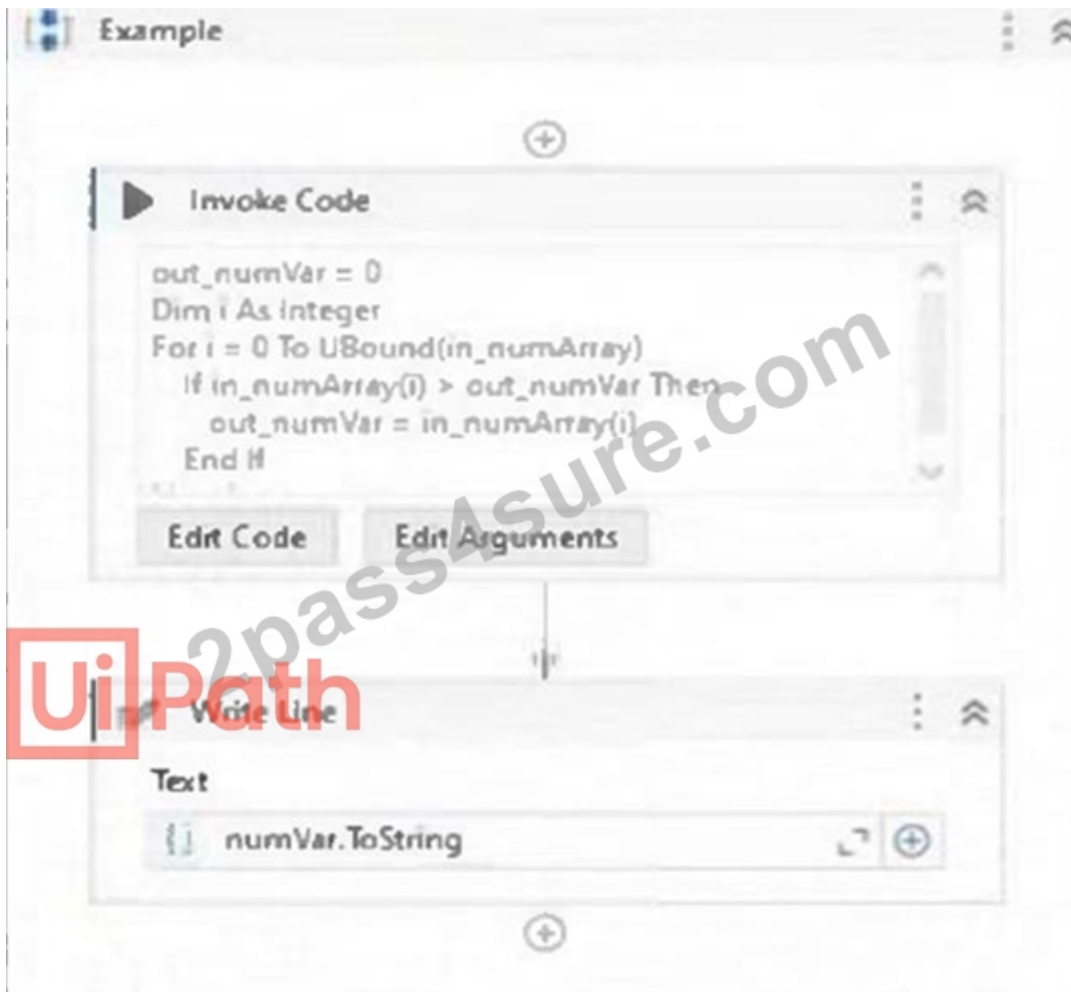 Example
Invoke Code
out_numVar = 0
Dim i As Integer
For i = 0 To UBound(in_numArray)
If in_numArray(i) > out_numVar Then
out_numVar = in_numArray(i)
End If
Edit Code Edit Arguments
2pass4sure.com
UiPath
Write Line
Text
numVar.ToString